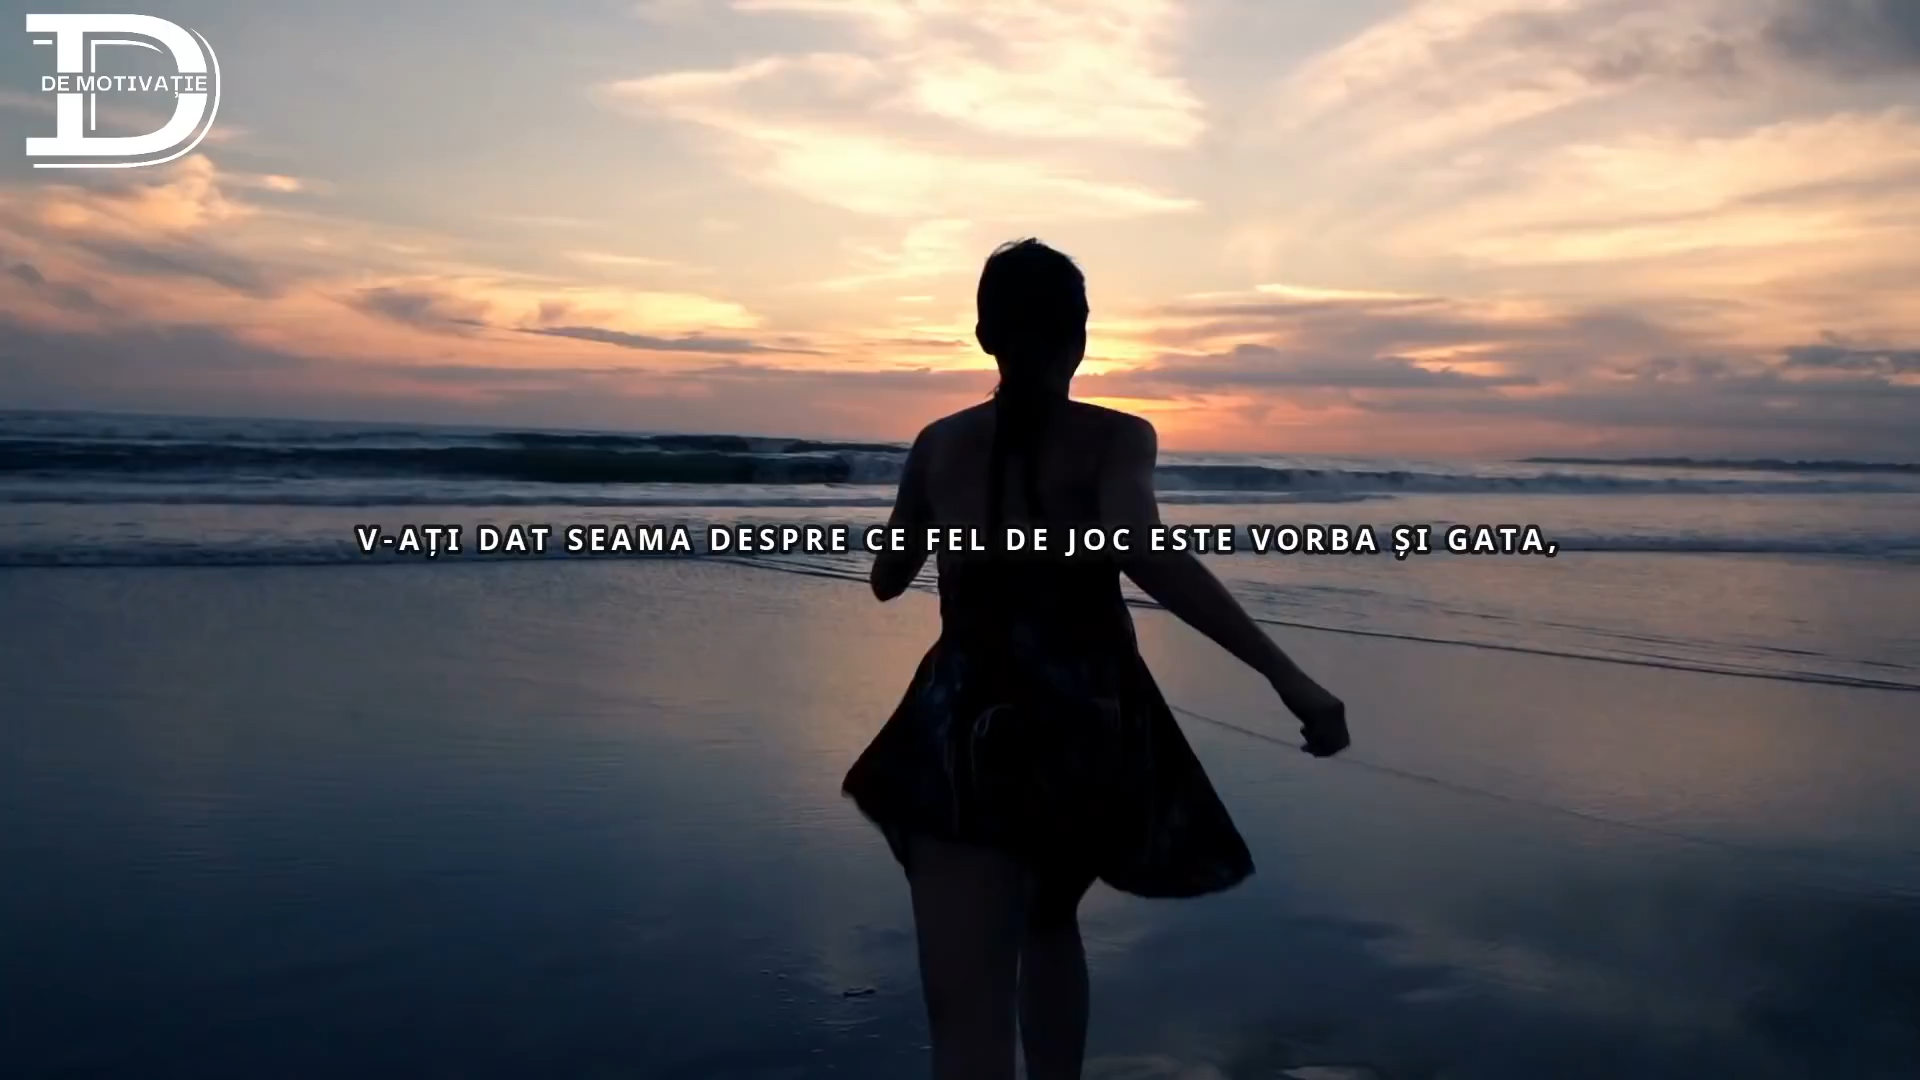 DE MOTIVAȚIE
V-AȚI DAT SEAMA DESPRE CE FEL DE JOC ESTE VORBA ȘI GATA,